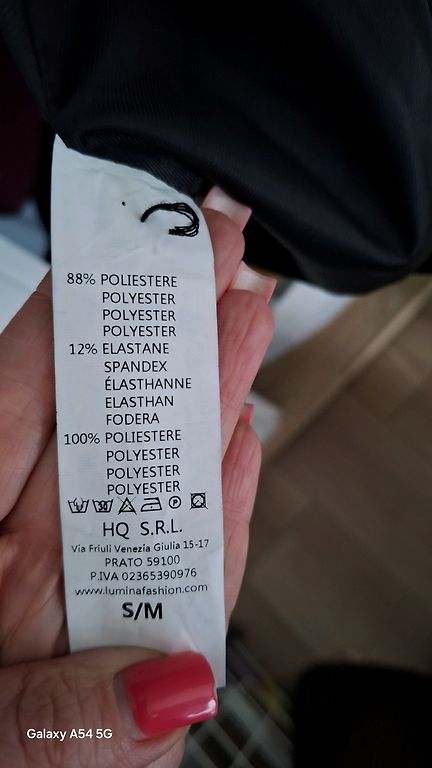 88% POLIESTERE
POLYESTER
POLYESTER
POLYESTER
12% ELASTANE
SPANDEX
ÉLASTHANNE
ELASTHAN
FODERA
100% POLIESTERE
POLYESTER
POLYESTER
POLYESTER
HQ S.R.L.
Via Friuli Venezia Giulia 15-17
PRATO 59100
P.IVA 02365390976
www.luminafashion.com
S/M
Galaxy A54 5G